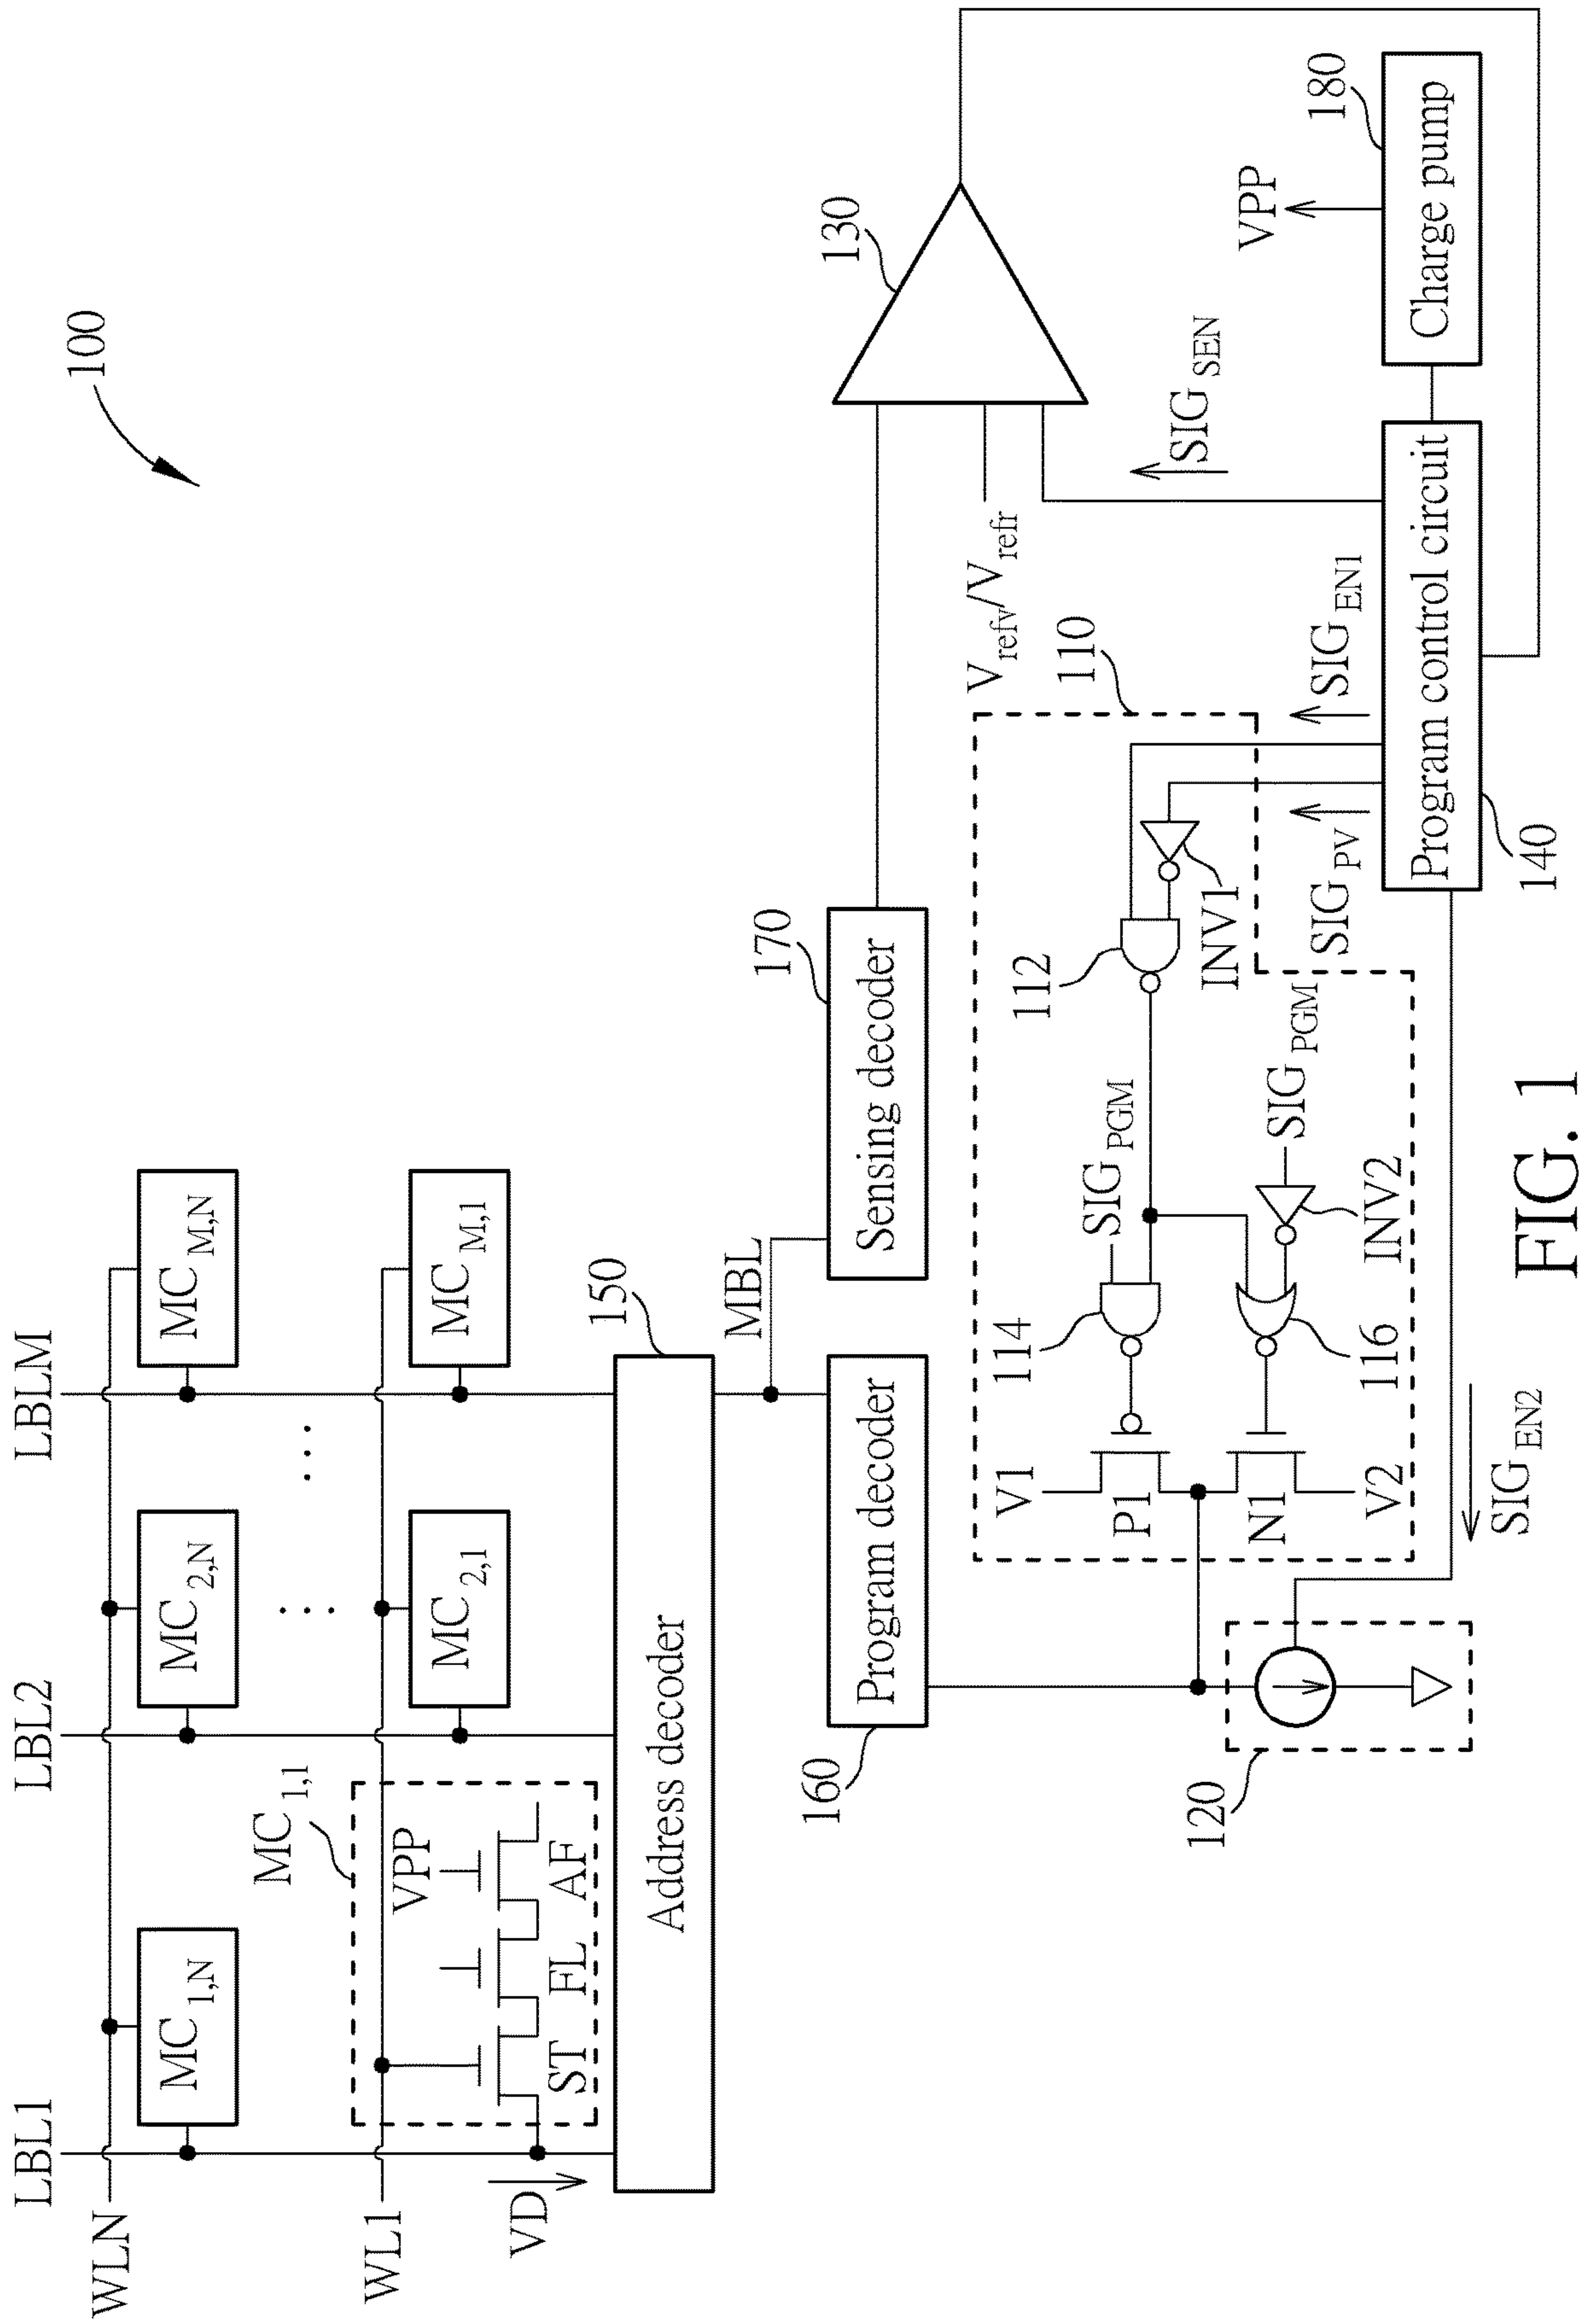 100
LBL1
LBL2
LBLM
WLN
MC1,N
MC2,N
MCM,N
...
WL1
MC1,1
VPP
ST
FL
AF
...
MC2,1
MCM,1
VD
Address decoder
150
MBL
160
Program decoder
170
Sensing decoder
130
Vrefv/Vrefr
SIGSEN
110
112
INV1
SIGPGM
114
V1
P1
N1
V2
116
INV2
SIGPGM
120
SIGEN2
SIGPV
SIGEN1
140
Program control circuit
VPP
180
Charge pump
FIG. 1